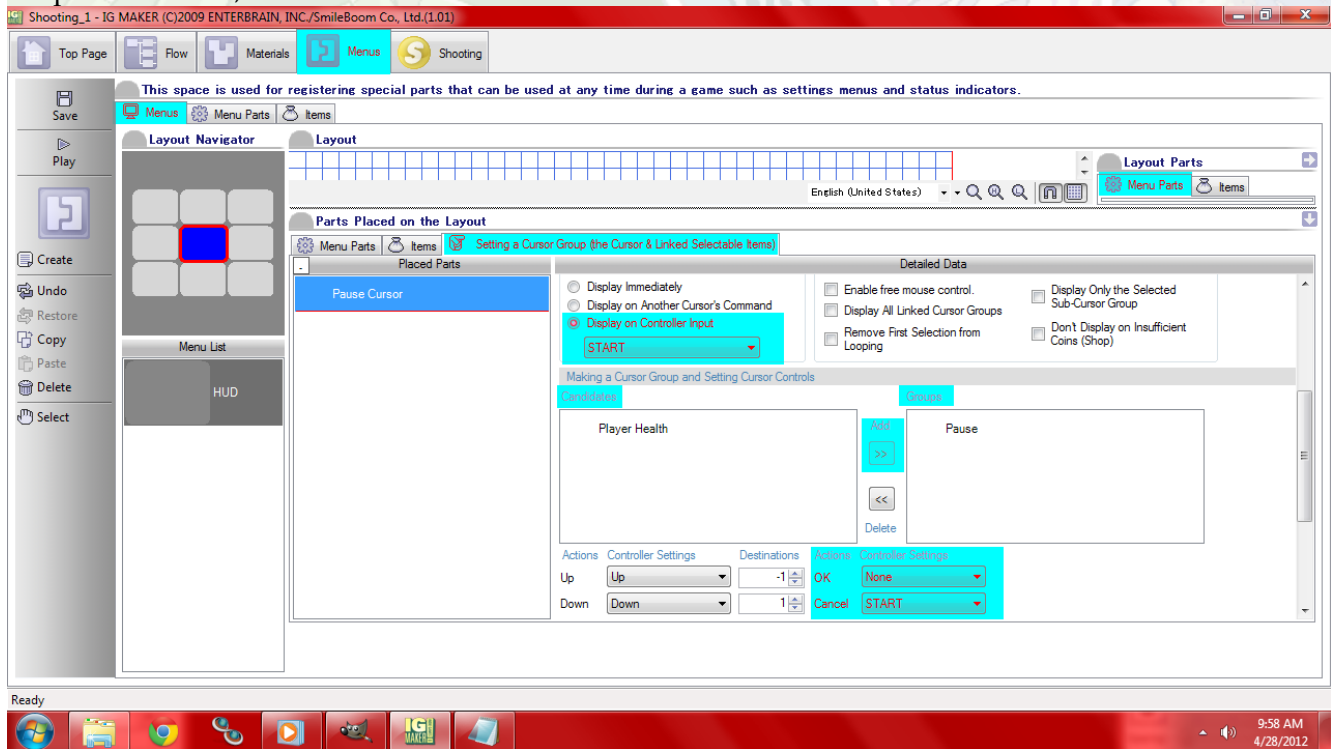 Shooting_1 - IG MAKER (C)2009 ENTERBRAIN, INC./SmileBoom Co., Ltd.(1.01)
Top Page Flow Materials Menus Shooting
This space is used for registering special parts that can be used at any time during a game such as settings menus and status indicators.
Save
Play
Create
Undo
Restore
Copy
Paste
Delete
Select
Menus Menu Parts Items
Layout Navigator
Menu List
HUD
Layout
English (United States)
Layout Parts
Menu Parts Items
Parts Placed on the Layout
Menu Parts Items Setting a Cursor Group (the Cursor & Linked Selectable Items)
Placed Parts
Pause Cursor
Detailed Data
Display Immediately
Display on Another Cursor's Command
Display on Controller Input
START
Enable free mouse control.
Display All Linked Cursor Groups
Remove First Selection from
Looping
Display Only the Selected
Sub-Cursor Group
Don't Display on Insufficient
Coins (Shop)
Making a Cursor Group and Setting Cursor Controls
Candidates Groups
Player Health
Add
>>
<<
Delete
Pause
Actions Controller Settings Destinations Actions Controller Settings
Up Up -1 OK None
Down Down 1 Cancel START
Ready
IG MAKER
9:58 AM
4/28/2012